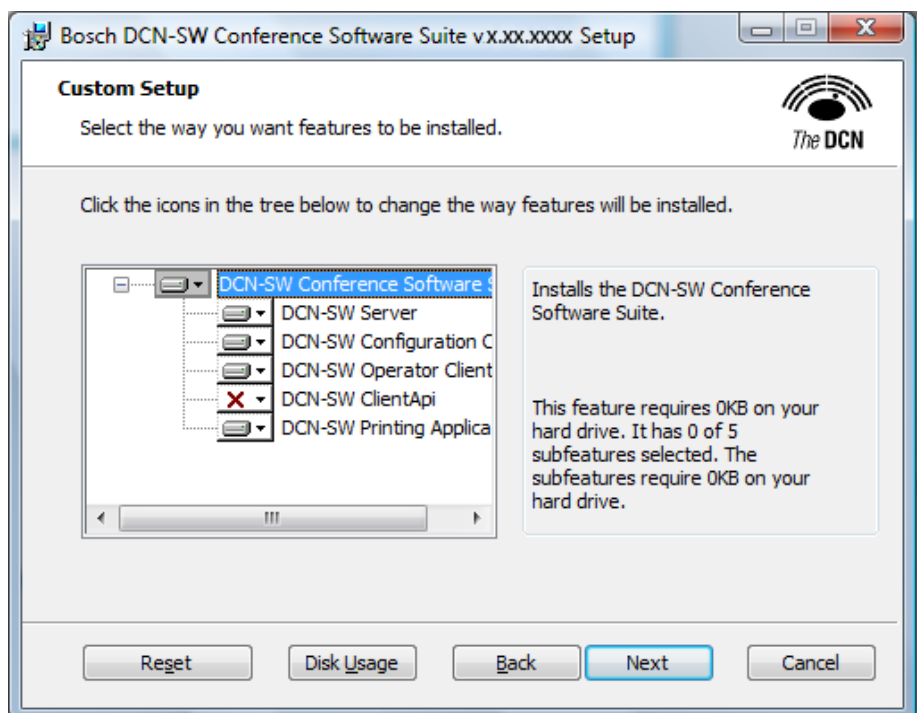 Bosch DCN-SW Conference Software Suite vx.xx.xxxx Setup
Custom Setup
Select the way you want features to be installed.
The DCN
Click the icons in the tree below to change the way features will be installed.
DCN-SW Conference Software S
DCN-SW Server
DCN-SW Configuration C
DCN-SW Operator Client
DCN-SW ClientApi
DCN-SW Printing Applica
Installs the DCN-SW Conference
Software Suite.
This feature requires 0KB on your
hard drive. It has 0 of 5
subfeatures selected. The
subfeatures require 0KB on your
hard drive.
Reset
Disk Usage
Back
Next
Cancel